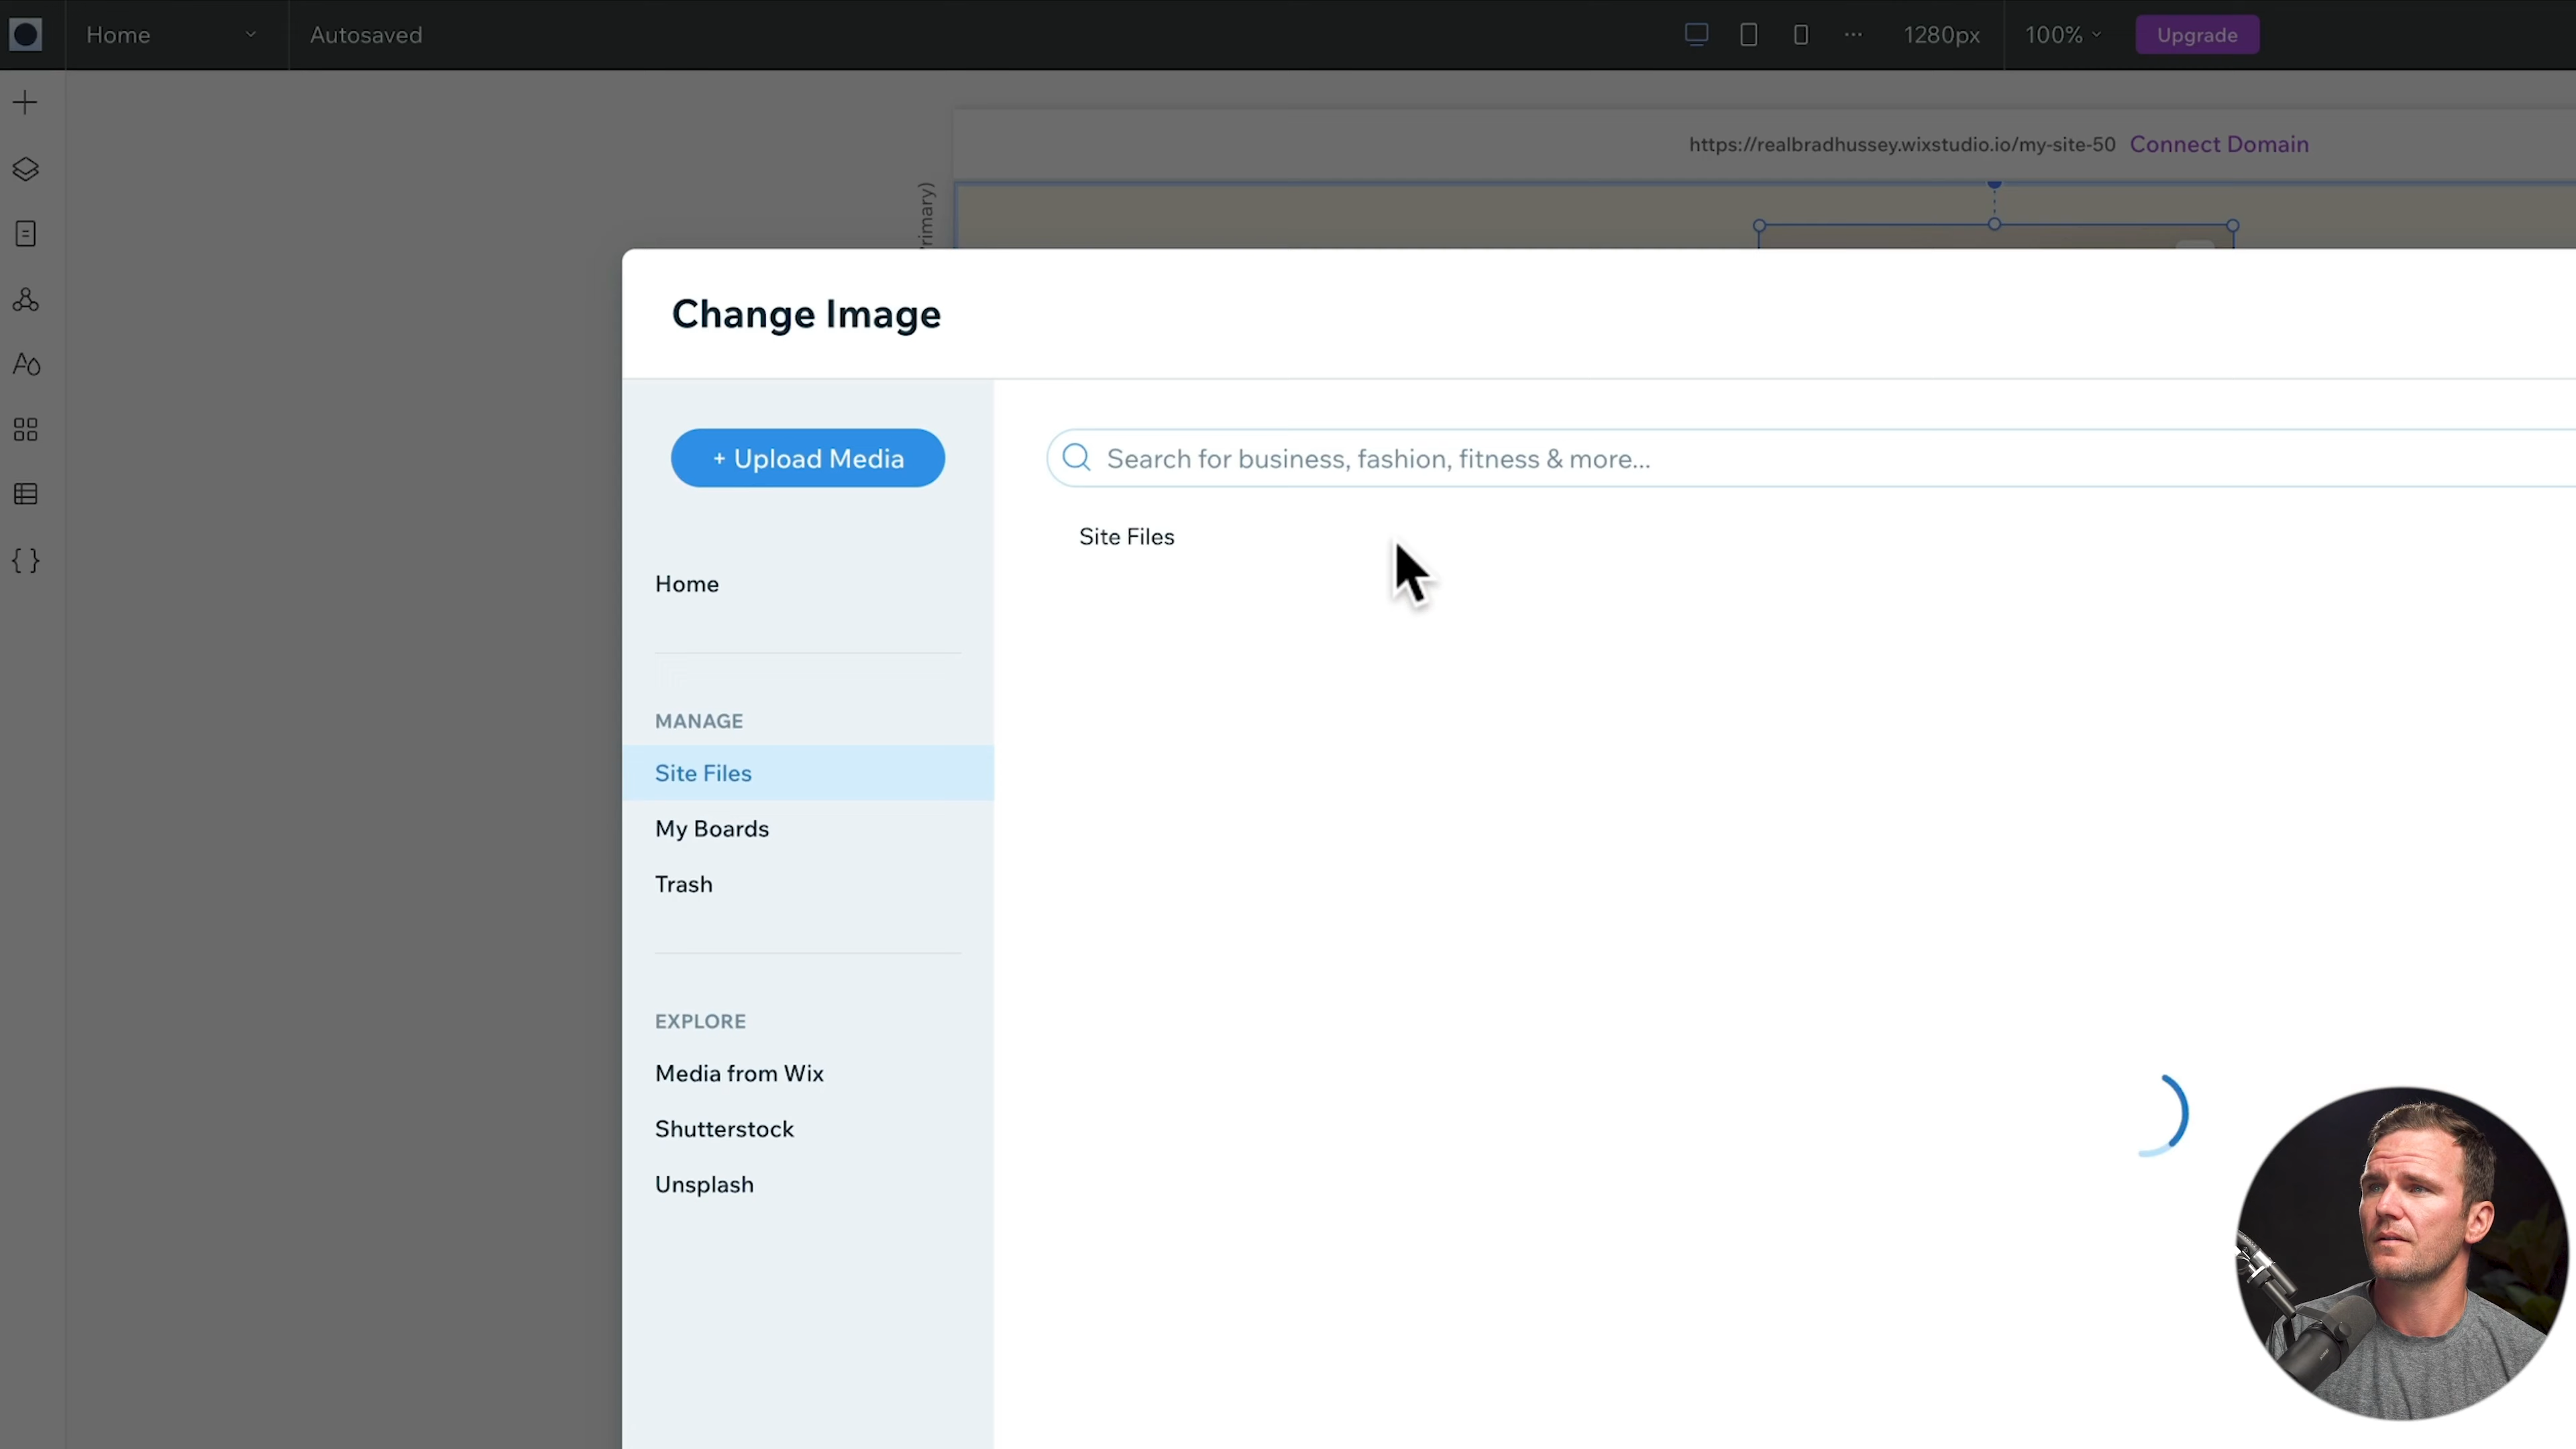 Home
Autosaved
1280px
100%
Upgrade
https://realbradhussey.wixstudio.io/my-site-50 Connect Domain
Change Image
+ Upload Media
Search for business, fashion, fitness & more...
Site Files
Home
MANAGE
Site Files
My Boards
Trash
EXPLORE
Media from Wix
Shutterstock
Unsplash